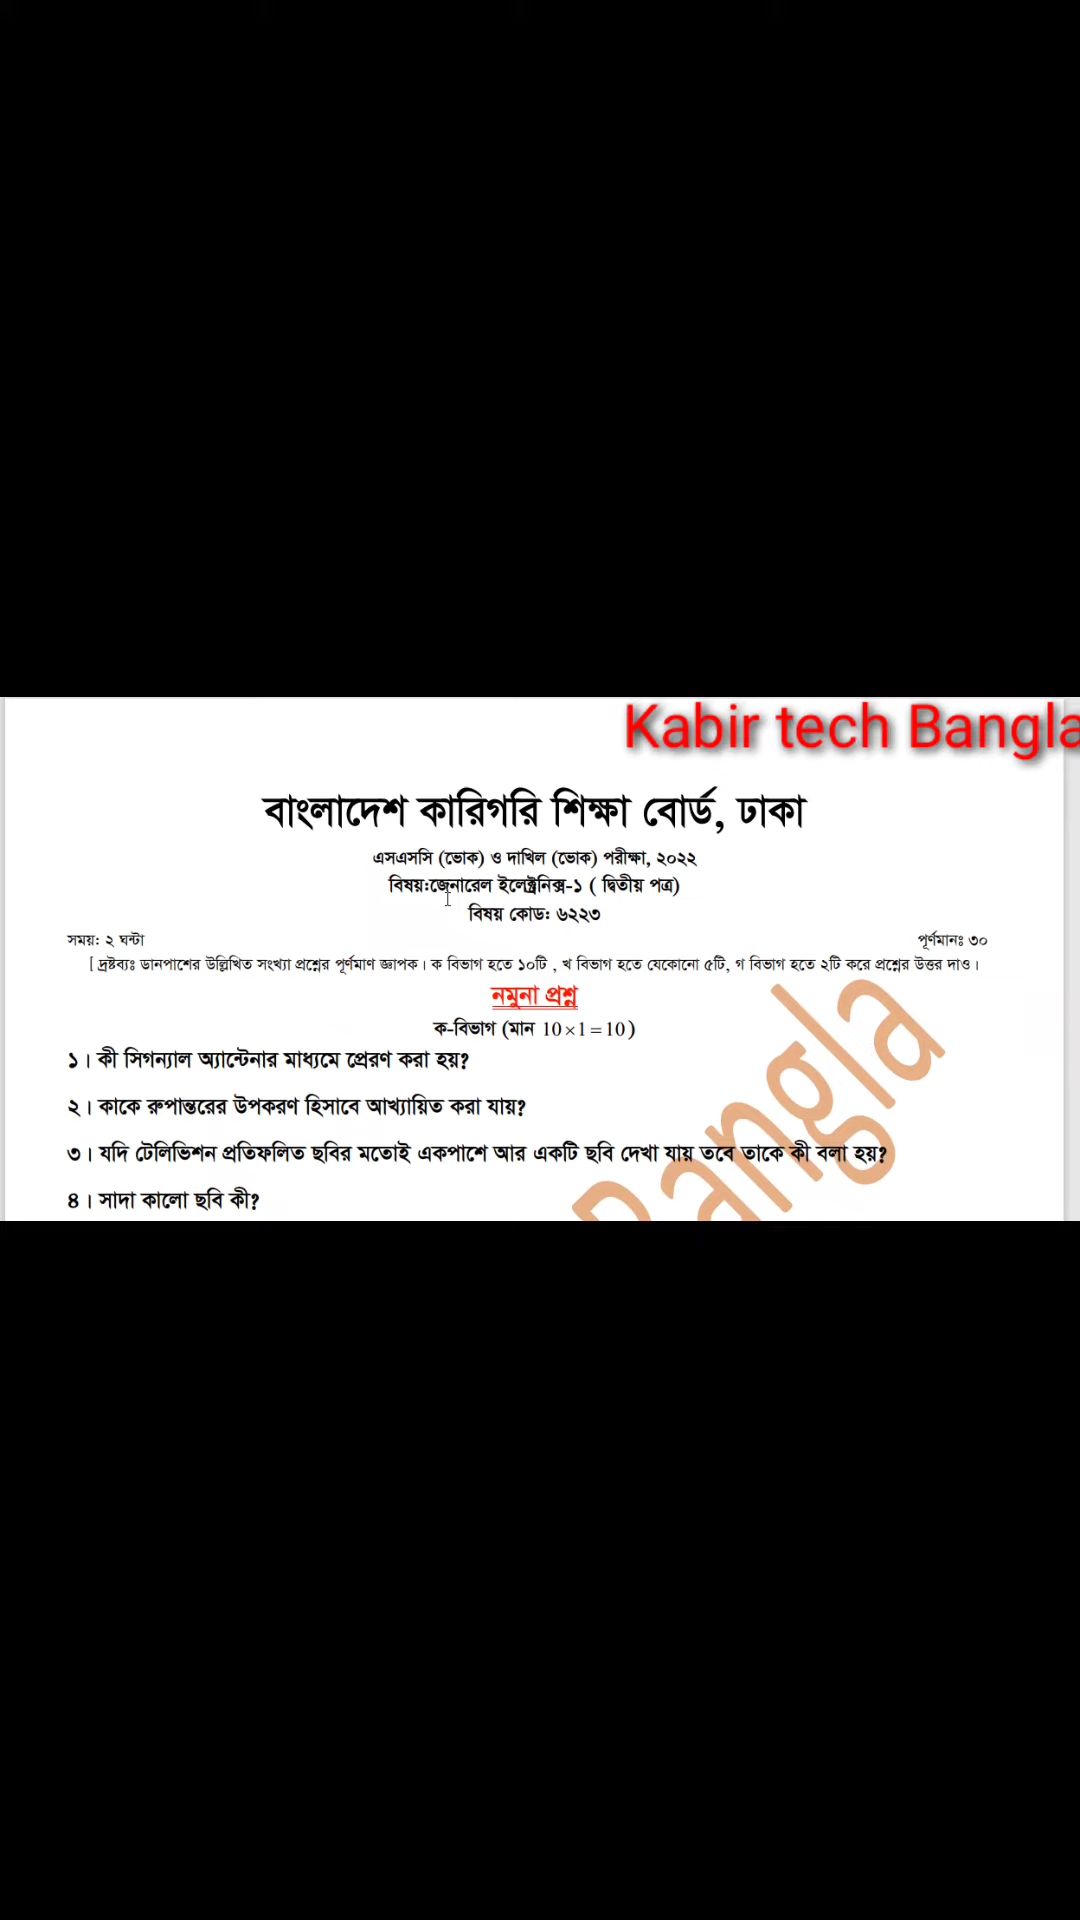 Kabir tech Bangla
বাংলাদেশ কারিগরি শিক্ষা বোর্ড, ঢাকা
এসএসসি (ভোক) ও দাখিল (ভোক) পরীক্ষা, ২০২২
বিষয়:জেনারেল ইলেক্ট্রনিক্স-১ ( দ্বিতীয় পত্র)
বিষয় কোড: ৬২২৩
সময়: ২ ঘন্টা পূর্ণমানঃ ৩০
[ দ্রষ্টব্যঃ ডানপাশের উল্লিখিত সংখ্যা প্রশ্নের পূর্ণমাণ জ্ঞাপক। ক বিভাগ হতে ১০টি , খ বিভাগ হতে যেকোনো ৫টি, গ বিভাগ হতে ২টি করে প্রশ্নের উত্তর দাও।
নমুনা প্রশ্ন
ক-বিভাগ (মান 10×1=10)
১। কী সিগন্যাল অ্যান্টেনার মাধ্যমে প্রেরণ করা হয়?
২। কাকে রুপান্তরের উপকরণ হিসাবে আখ্যায়িত করা যায়?
৩। যদি টেলিভিশন প্রতিফলিত ছবির মতোই একপাশে আর একটি ছবি দেখা যায় তবে তাকে কী বলা হয়?
৪। সাদা কালো ছবি কী?
Bangla